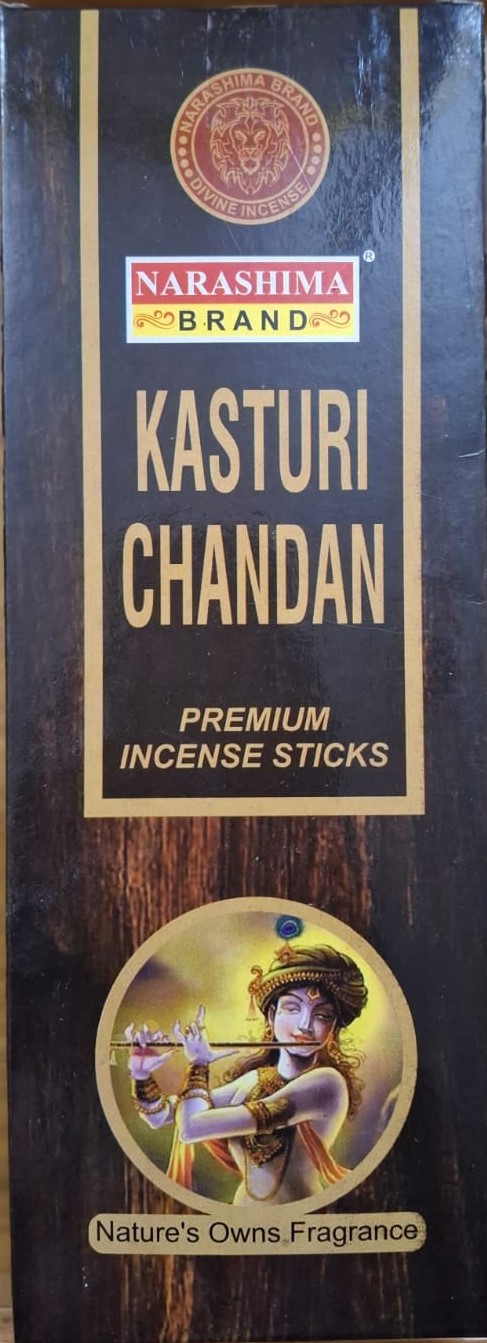 NARASHIMA BRAND
DIVINE INCENSE
NARASHIMA ®
BRAND
KASTURI
CHANDAN
PREMIUM
INCENSE STICKS
Nature's Owns Fragrance